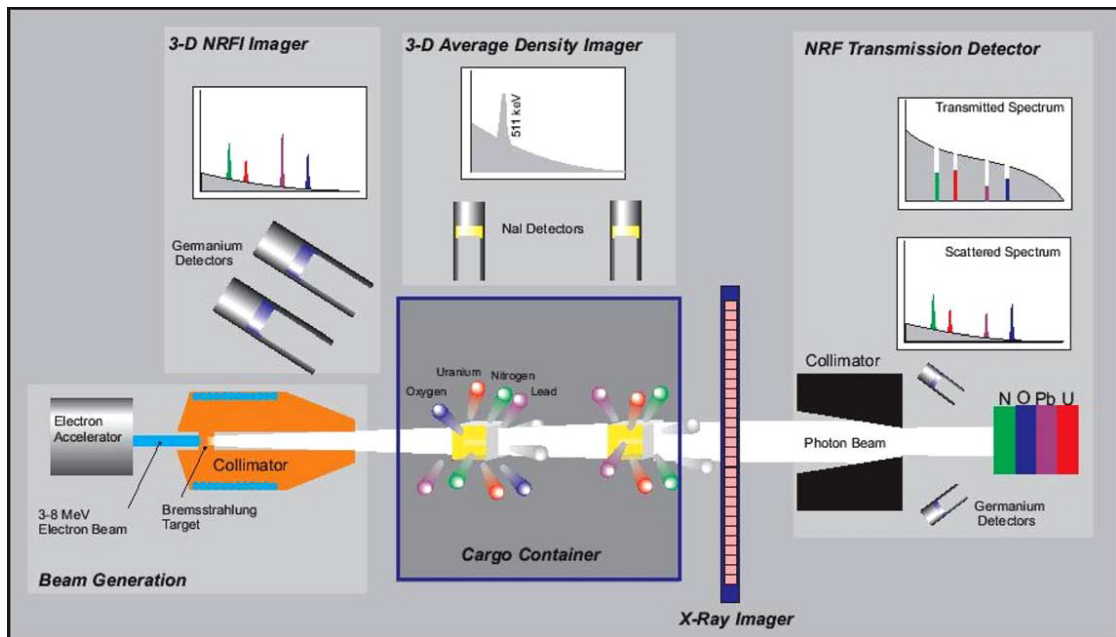 3-D NRFI Imager
Germanium
Detectors
3-D Average Density Imager
511 keV
NaI Detectors
NRF Transmission Detector
Transmitted Spectrum
Scattered Spectrum
Collimator
Photon Beam
N O Pb U
Germanium
Detectors
Electron
Accelerator
Collimator
3-8 MeV
Electron Beam
Bremsstrahlung
Target
Beam Generation
Uranium
Nitrogen
Oxygen
Lead
Cargo Container
X-Ray Imager